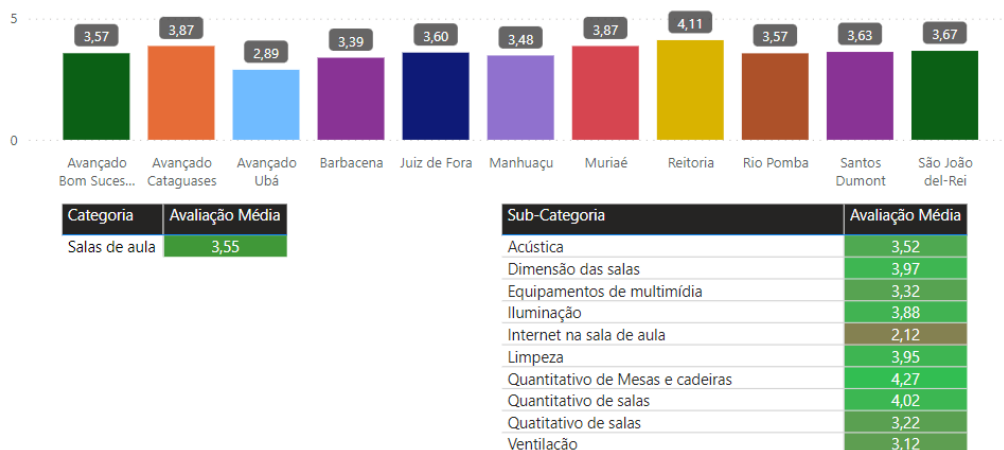 5
3,57 3,87 2,89 3,39 3,60 3,48 3,87 4,11 3,57 3,63 3,67
0
Avançado Bom Suces...
Avançado Cataguases
Avançado Ubá
Barbacena
Juiz de Fora
Manhuaçu
Muriaé
Reitoria
Rio Pomba
Santos Dumont
São João del-Rei
Categoria Avaliação Média
Salas de aula 3,55
Sub-Categoria Avaliação Média
Acústica 3,52
Dimensão das salas 3,97
Equipamentos de multimídia 3,32
Iluminação 3,88
Internet na sala de aula 2,12
Limpeza 3,95
Quantitativo de Mesas e cadeiras 4,27
Quantitativo de salas 4,02
Quatitativo de salas 3,22
Ventilação 3,12